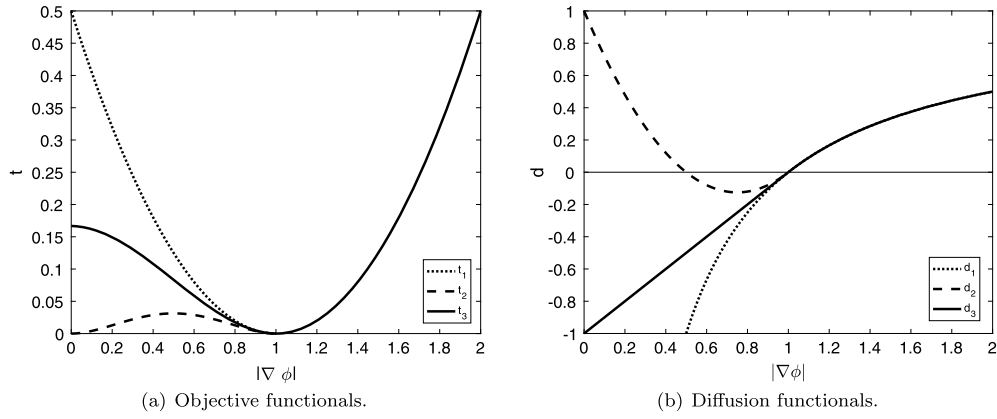 0.5
0.45
0.4
0.35
0.3
0.25
0.2
0.15
0.1
0.05
0
t
0 0.2 0.4 0.6 0.8 1 1.2 1.4 1.6 1.8 2
|∇ ϕ|
t1
t2
t3
(a) Objective functionals.
1
0.8
0.6
0.4
0.2
0
-0.2
-0.4
-0.6
-0.8
-1
d
0 0.2 0.4 0.6 0.8 1 1.2 1.4 1.6 1.8 2
|∇ϕ|
d1
d2
d3
(b) Diffusion functionals.